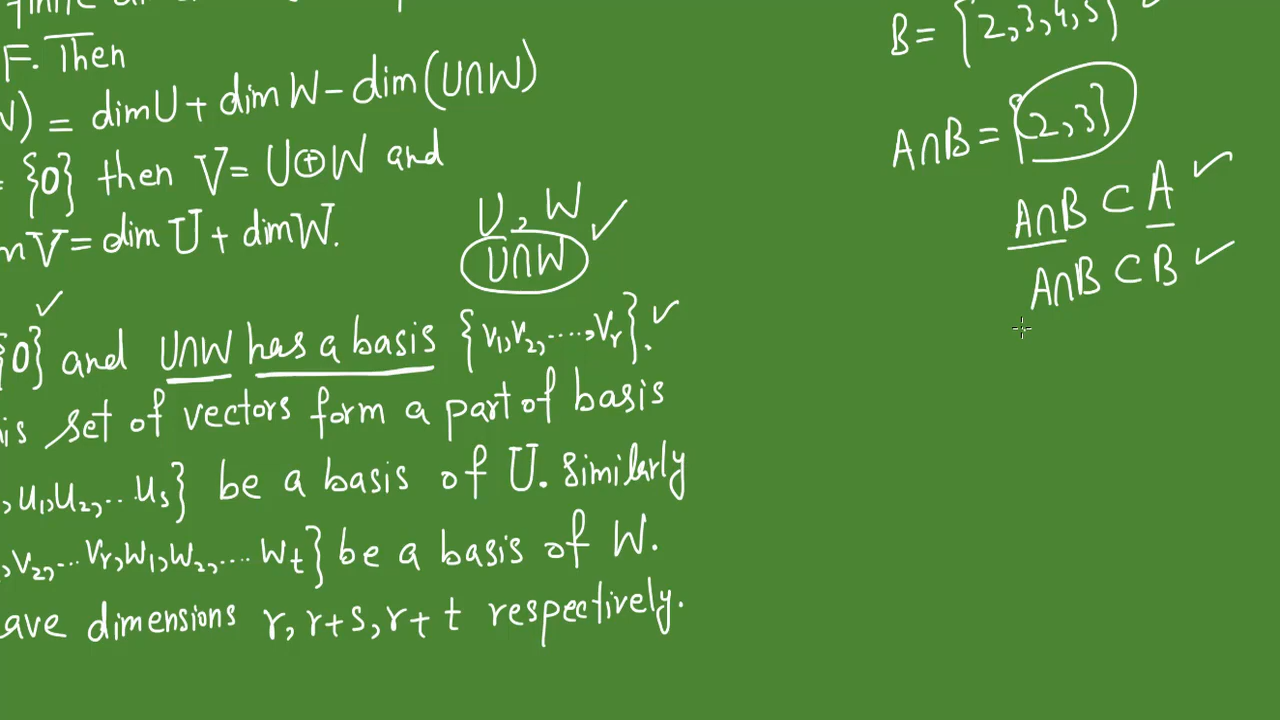 finite
F. Then
W) = dim U + dim W - dim (U∩W)
= {0} then V = U⊕W and
m V = dim U + dim W.
U, W
U∩W
{0} and U∩W has a basis {v1, v2, ...., vr}.
is set of vectors form a part of basis
, u1, u2, ... us} be a basis of U. Similarly
, v2, ... vr, w1, w2, .... wt} be a basis of W.
ave dimensions r, r+s, r+t respectively.
B = {2, 3, 4, 5}
A∩B = {2, 3}
A∩B ⊂ A
A∩B ⊂ B